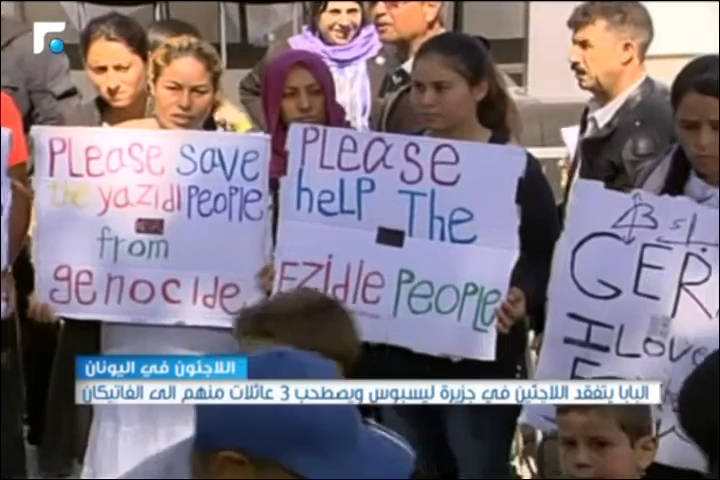 PLEASE SAVE
the YAZIDI PEOPLE
from
genocide
PLEASE
HELP THE
EZIDIE PEOPLE
GER
I Love
اللاجئون في اليونان
البابا يتفقد اللاجئين في جزيرة ليسبوس ويصطحب 3 عائلات منهم الى الفاتيكان